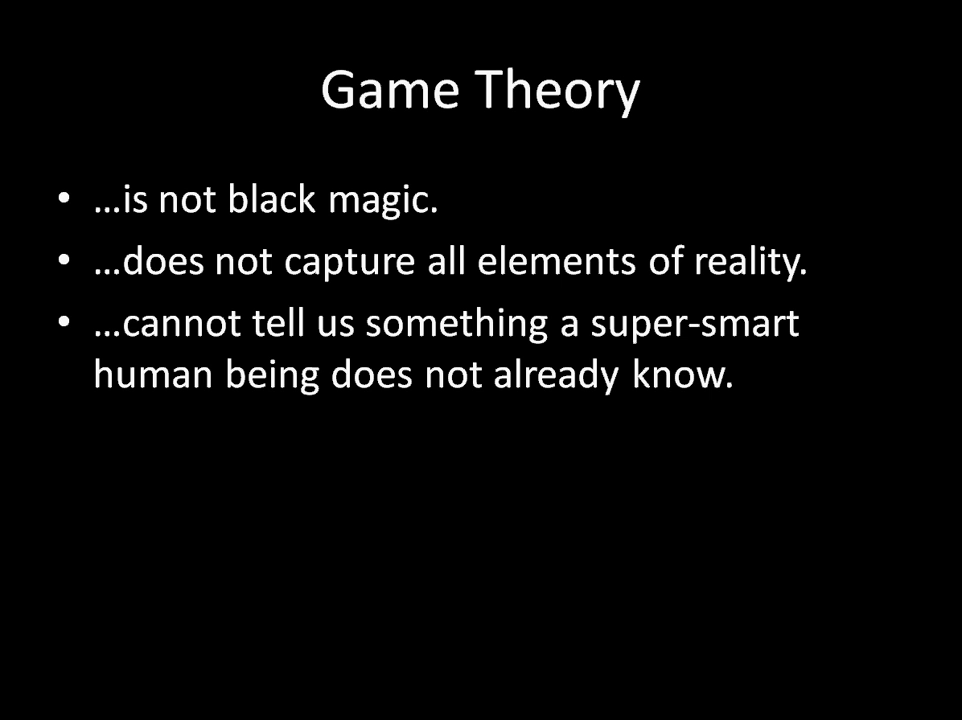 Game Theory
• …is not black magic.
• …does not capture all elements of reality.
• …cannot tell us something a super-smart
human being does not already know.